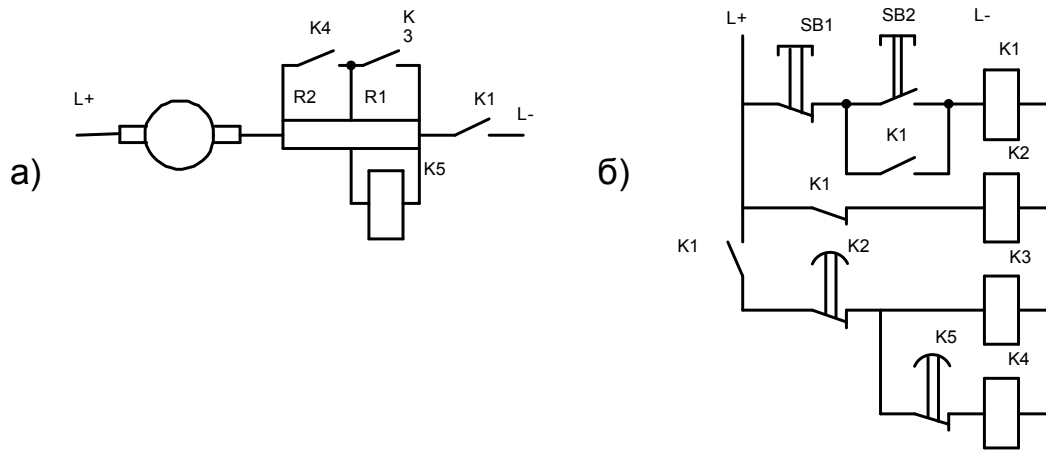 а)
L+
K4
K
3
R2
R1
K1
L-
K5
б)
L+
SB1
SB2
L-
K1
K1
K2
K1
K1
K2
K3
K5
K4